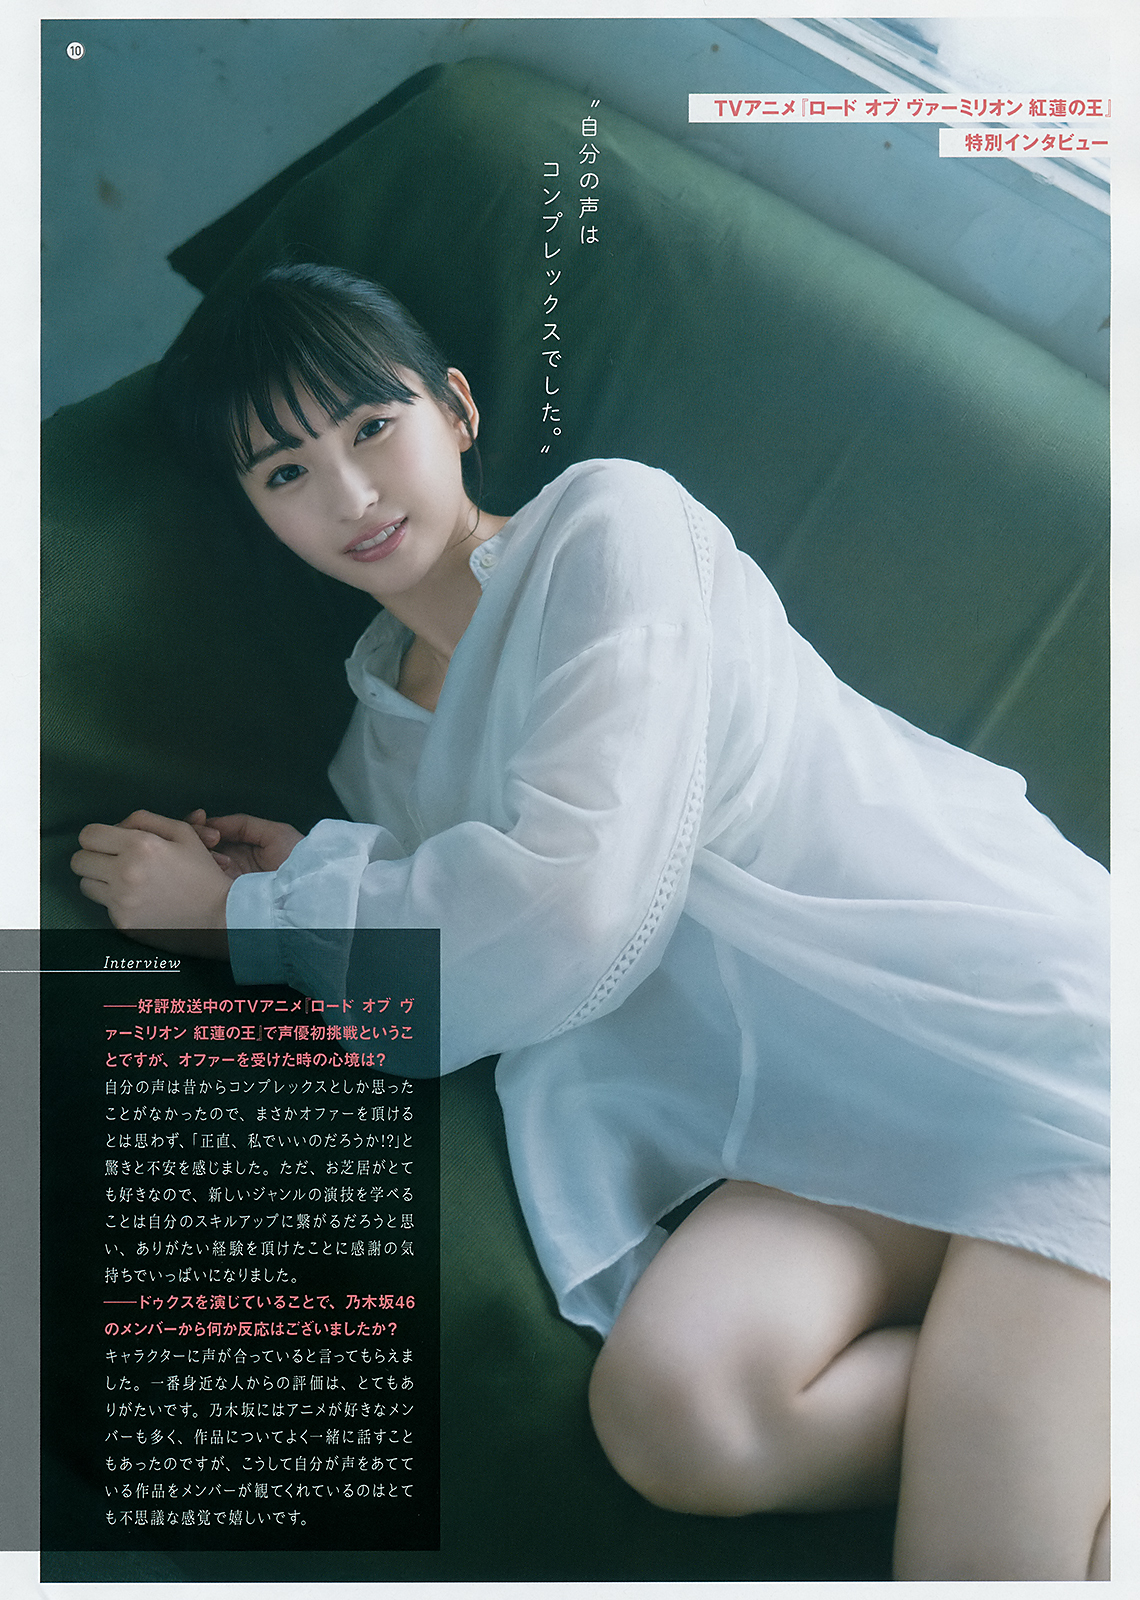 10
TVアニメ『ロード オブ ヴァーミリオン 紅蓮の王』
特別インタビュー
〝自分の声は
コンプレックスでした。〟
Interview
――好評放送中のTVアニメ『ロード オブ ヴ
ァーミリオン 紅蓮の王』で声優初挑戦というこ
とですが、オファーを受けた時の心境は?
自分の声は昔からコンプレックスとしか思った
ことがなかったので、まさかオファーを頂ける
とは思わず、「正直、私でいいのだろうか!?」と
驚きと不安を感じました。ただ、お芝居がとて
も好きなので、新しいジャンルの演技を学べる
ことは自分のスキルアップに繋がるだろうと思
い、ありがたい経験を頂けたことに感謝の気
持ちでいっぱいになりました。
――ドゥクスを演じていることで、乃木坂46
のメンバーから何か反応はございましたか?
キャラクターに声が合っていると言ってもらえま
した。一番身近な人からの評価は、とてもあ
りがたいです。乃木坂にはアニメが好きなメン
バーも多く、作品についてよく一緒に話すこと
もあったのですが、こうして自分が声をあてて
いる作品をメンバーが観てくれているのはとて
も不思議な感覚で嬉しいです。